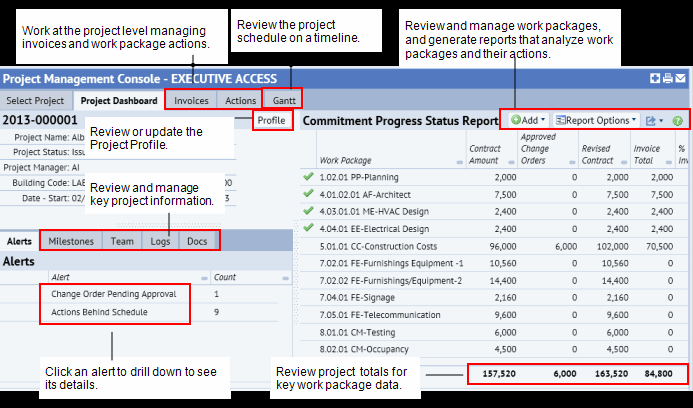 Work at the project level managing
invoices and work package actions.
Review the project
schedule on a timeline.
Review and manage work packages,
and generate reports that analyze work
packages and their actions.
Project Management Console - EXECUTIVE ACCESS
Select Project Project Dashboard Invoices Actions Gantt
2013-000001
Profile
Project Name: Alb
Project Status: Issu
Project Manager: Al
Building Code: LAB
00
Date - Start: 02/
3
Review or update the
Project Profile.
Review and manage
key project information.
Alerts Milestones Team Logs Docs
Alerts
Alert Count
Change Order Pending Approval 1
Actions Behind Schedule 9
Click an alert to drill down to see
its details.
Commitment Progress Status Report
Add Report Options
Work Package Contract Amount Approved Change Orders Revised Contract Invoice Total % Inv
1.02.01 PP-Planning 2,000 0 2,000 2,000
4.01.02.01 AF-Architect 7,500 0 7,500 7,500
4.03.01.01 ME-HVAC Design 2,400 0 2,400 2,400
4.04.01 EE-Electrical Design 2,400 0 2,400 2,400
5.01.01 CC-Construction Costs 96,000 6,000 102,000 70,500
7.02.01 FE-Furnishings Equipment -1 10,560 0 10,560 0
7.02.02 FE-Furnishings/Equipment-2 14,400 0 14,400 0
7.04.01 FE-Signage 2,160 0 2,160 0
7.05.01 FE-Telecommunication 9,600 0 9,600 0
8.01.01 CM-Testing 6,000 0 6,000 0
8.02.01 CM-Occupancy 4,500 0 4,500 0
157,520 6,000 163,520 84,800
Review project totals for
key work package data.